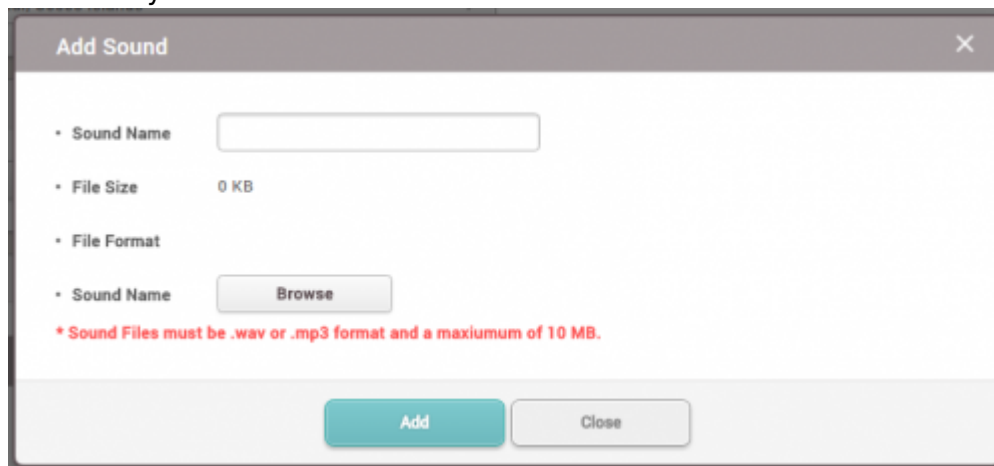 Add Sound
• Sound Name
• File Size 0 KB
• File Format
• Sound Name Browse
* Sound Files must be .wav or .mp3 format and a maxiumum of 10 MB.
Add Close